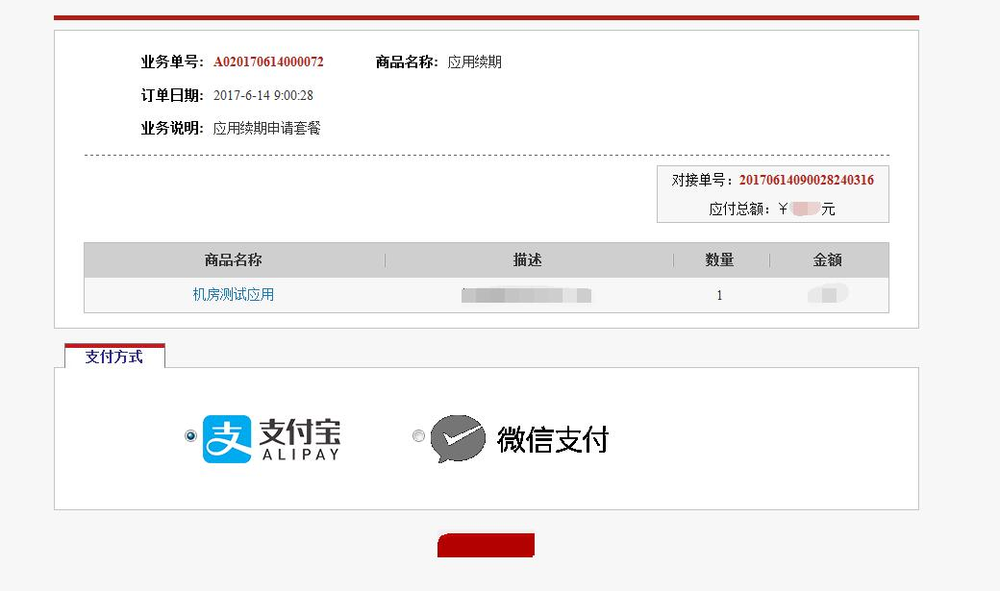 业务单号: A020170614000072 商品名称: 应用续期
订单日期: 2017-6-14 9:00:28
业务说明: 应用续期申请套餐
对接单号: 20170614090028240316
应付总额: ¥ 元
商品名称 描述 数量 金额
机房测试应用 1
支付方式
支 支付宝 微信支付
ALIPAY